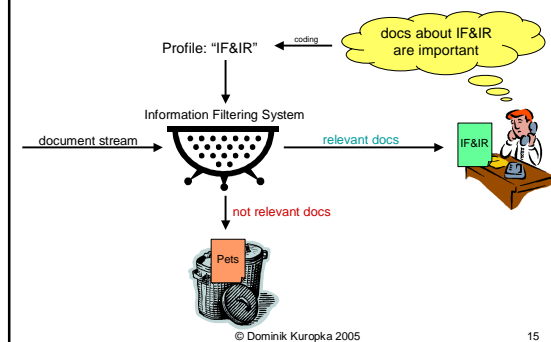 docs about IF&IR
are important
coding
Profile: “IF&IR”
Information Filtering System
document stream
relevant docs
IF&IR
not relevant docs
Pets
© Dominik Kuropka 2005
15